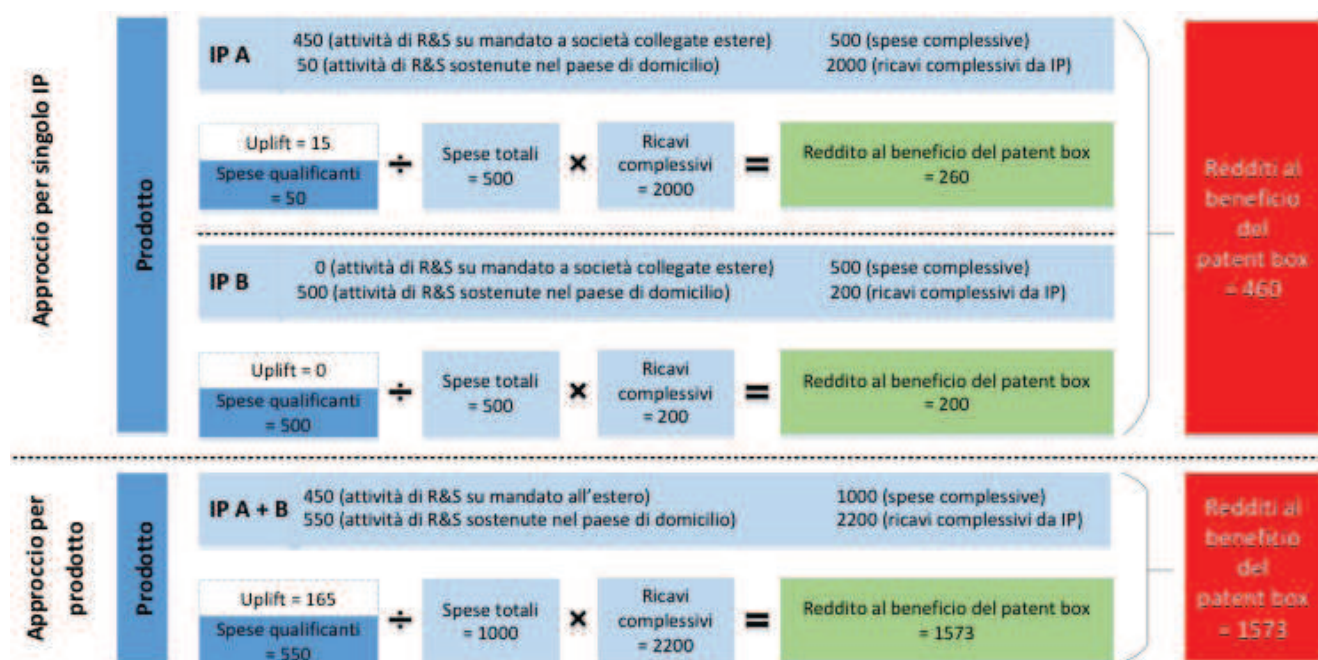 Approccio per singolo IP
Prodotto
IP A
450 (attività di R&S su mandato a società collegate estere)
50 (attività di R&S sostenute nel paese di domicilio)
500 (spese complessive)
2000 (ricavi complessivi da IP)
Uplift = 15
Spese qualificanti
= 50
÷
Spese totali
= 500
×
Ricavi
complessivi
= 2000
=
Reddito al beneficio del patent box
= 260
IP B
0 (attività di R&S su mandato a società collegate estere)
500 (attività di R&S sostenute nel paese di domicilio)
500 (spese complessive)
200 (ricavi complessivi da IP)
Uplift = 0
Spese qualificanti
= 500
÷
Spese totali
= 500
×
Ricavi
complessivi
= 200
=
Reddito al beneficio del patent box
= 200
Redditi al
beneficio
del
patent box
= 460
Approccio per
prodotto
Prodotto
IP A + B
450 (attività di R&S su mandato all'estero)
550 (attività di R&S sostenute nel paese di domicilio)
1000 (spese complessive)
2200 (ricavi complessivi da IP)
Uplift = 165
Spese qualificanti
= 550
÷
Spese totali
= 1000
×
Ricavi
complessivi
= 2200
=
Reddito al beneficio del patent box
= 1573
Redditi al
beneficio
del
patent box
= 1573